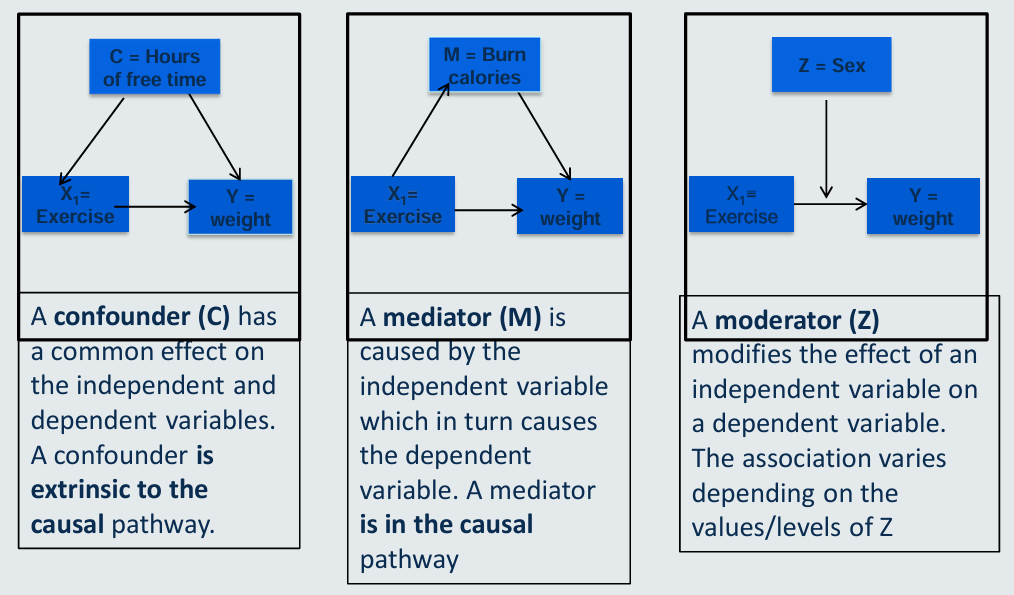 C = Hours
of free time
X₁=
Exercise
Y =
weight
A confounder (C) has
a common effect on
the independent and
dependent variables.
A confounder is
extrinsic to the
causal pathway.
M = Burn
calories
X₁=
Exercise
Y =
weight
A mediator (M) is
caused by the
independent variable
which in turn causes
the dependent
variable. A mediator
is in the causal
pathway
Z = Sex
X₁=
Exercise
Y =
weight
A moderator (Z)
modifies the effect of an
independent variable on
a dependent variable.
The association varies
depending on the
values/levels of Z